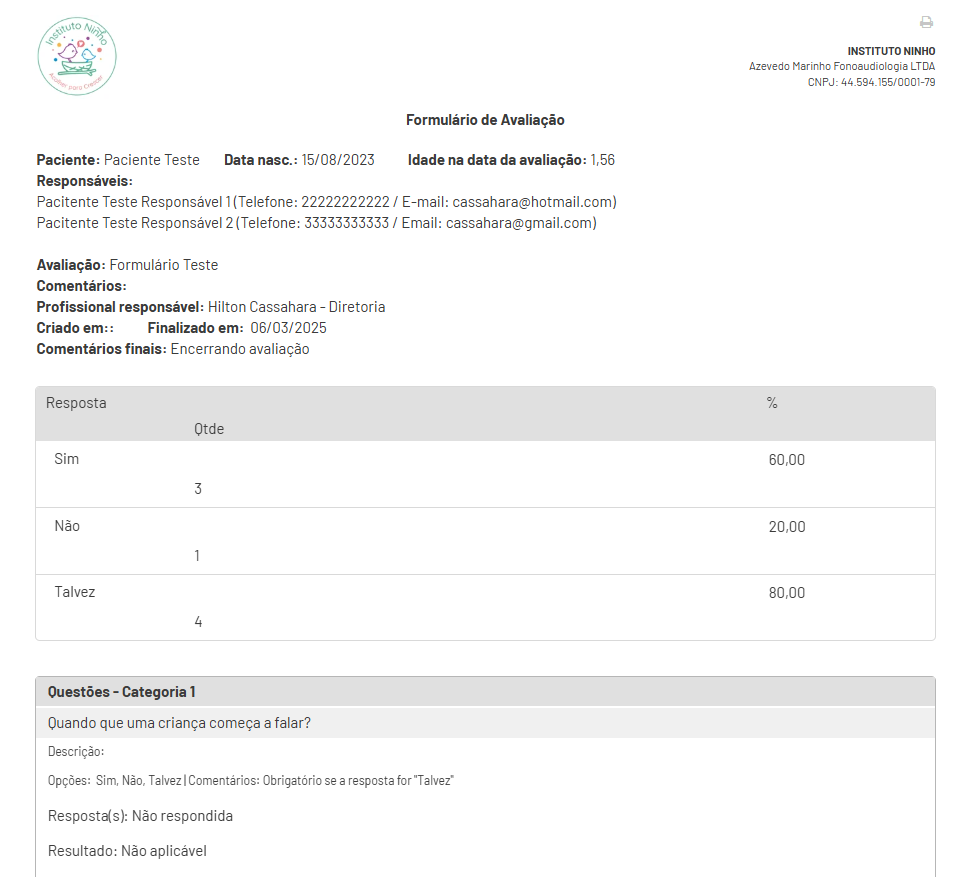 Instituto Ninho
Acolher para Crescer
INSTITUTO NINHO
Azevedo Marinho Fonoaudiologia LTDA
CNPJ: 44.594.155/0001-79
Formulário de Avaliação
Paciente: Paciente Teste Data nasc.: 15/08/2023 Idade na data da avaliação: 1,56
Responsáveis:
Pacitente Teste Responsável 1 (Telefone: 22222222222 / E-mail: cassahara@hotmail.com)
Pacitente Teste Responsável 2 (Telefone: 33333333333 / Email: cassahara@gmail.com)
Avaliação: Formulário Teste
Comentários:
Profissional responsável: Hilton Cassahara - Diretoria
Criado em:: Finalizado em: 06/03/2025
Comentários finais: Encerrando avaliação
Resposta %
Qtde
Sim 60,00
3
Não 20,00
1
Talvez 80,00
4
Questões - Categoria 1
Quando que uma criança começa a falar?
Descrição:
Opções: Sim, Não, Talvez | Comentários: Obrigatório se a resposta for "Talvez"
Resposta(s): Não respondida
Resultado: Não aplicável